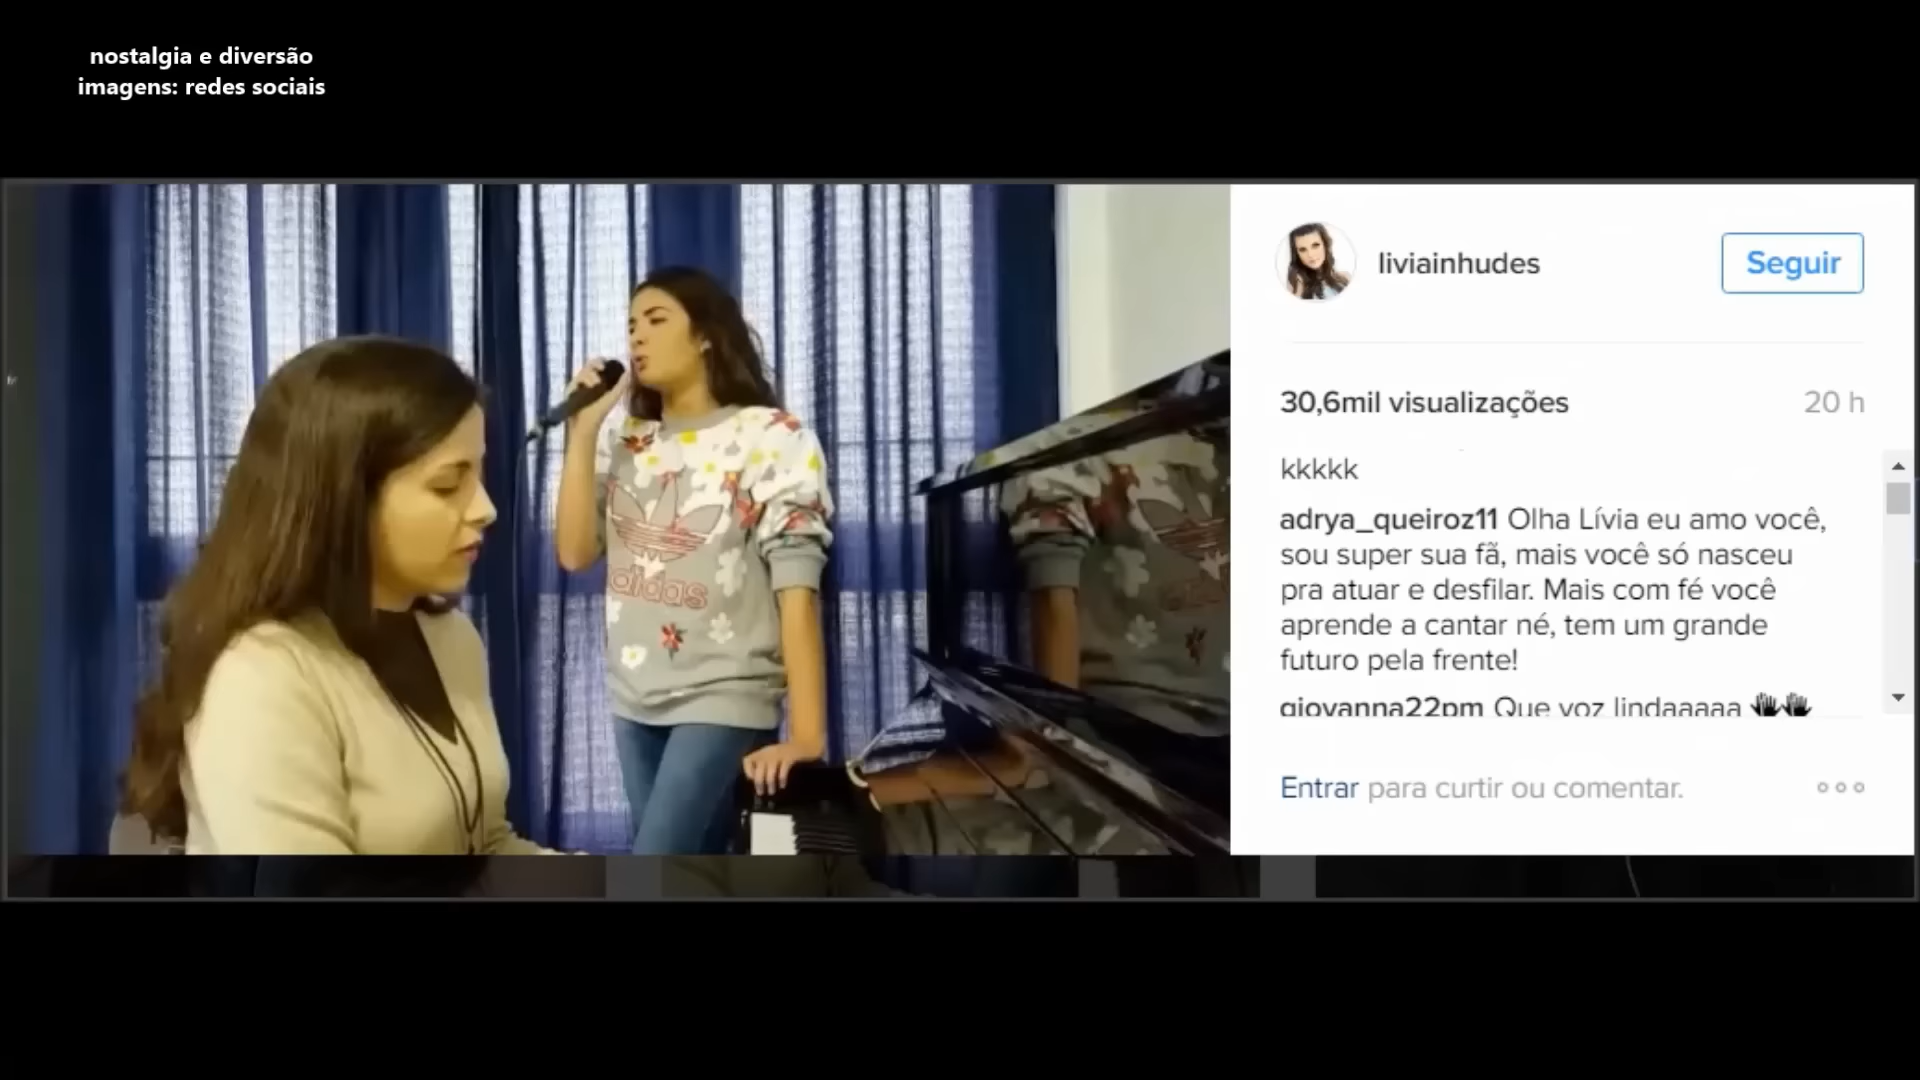 nostalgia e diversão
imagens: redes sociais
liviainhudes
Seguir
30,6mil visualizações
20 h
kkkkk
adrya_queiroz11 Olha Lívia eu amo você,
sou super sua fã, mais você só nasceu
pra atuar e desfilar. Mais com fé você
aprende a cantar né, tem um grande
futuro pela frente!
giovanna22pm Que voz lindaaaaa
Entrar para curtir ou comentar.
adidas